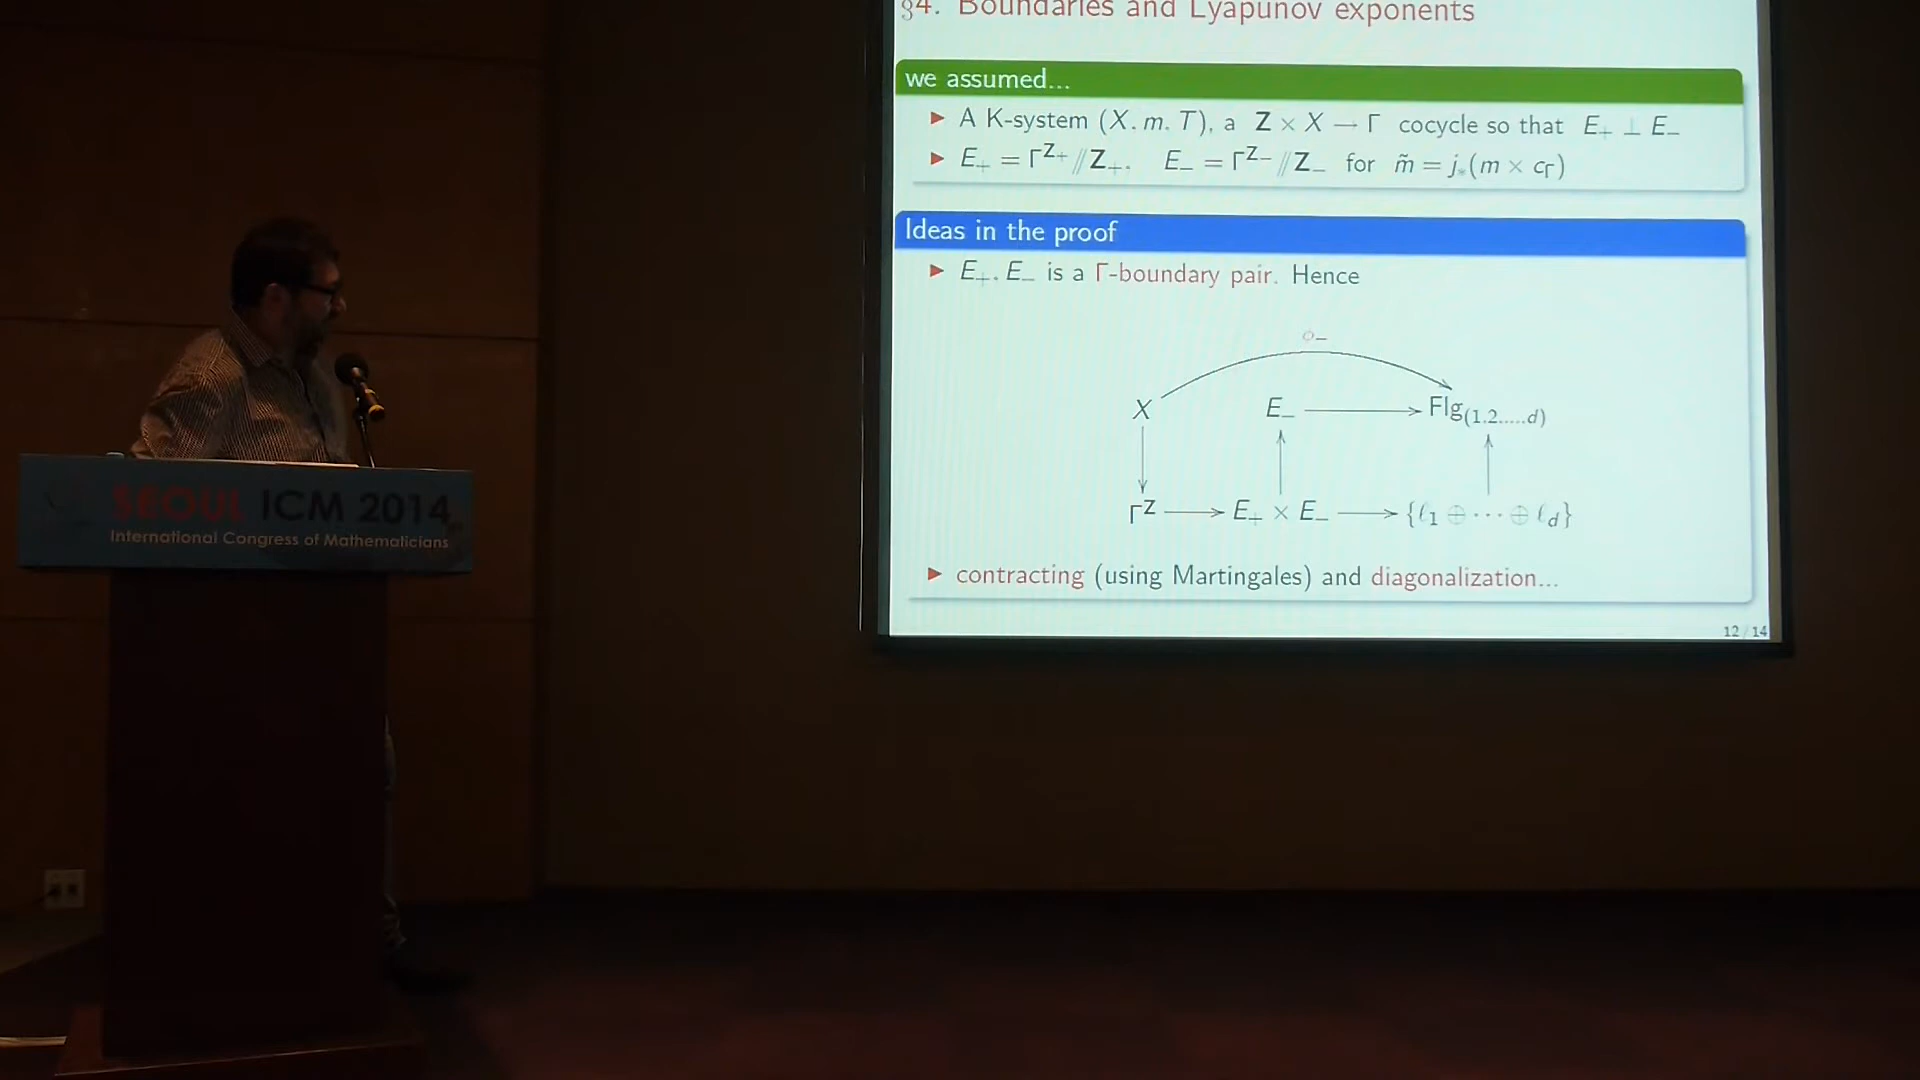 §4. Boundaries and Lyapunov exponents
we assumed...
► A K-system (X, m, T), a Z × X → Γ cocycle so that E₊ ⊥ E₋
► E₊ = Γ^Z₊ // Z₊, E₋ = Γ^Z₋ // Z₋ for m̃ = j_*(m × c_Γ)
Ideas in the proof
► E₊, E₋ is a Γ-boundary pair. Hence
ϕ₋
X E₋ → Flg_(1,2,...,d)
Γ^Z → E₊ × E₋ → {ℓ₁ ⊕ ··· ⊕ ℓ_d}
► contracting (using Martingales) and diagonalization...
12 / 14
SEOUL ICM 2014
International Congress of Mathematicians